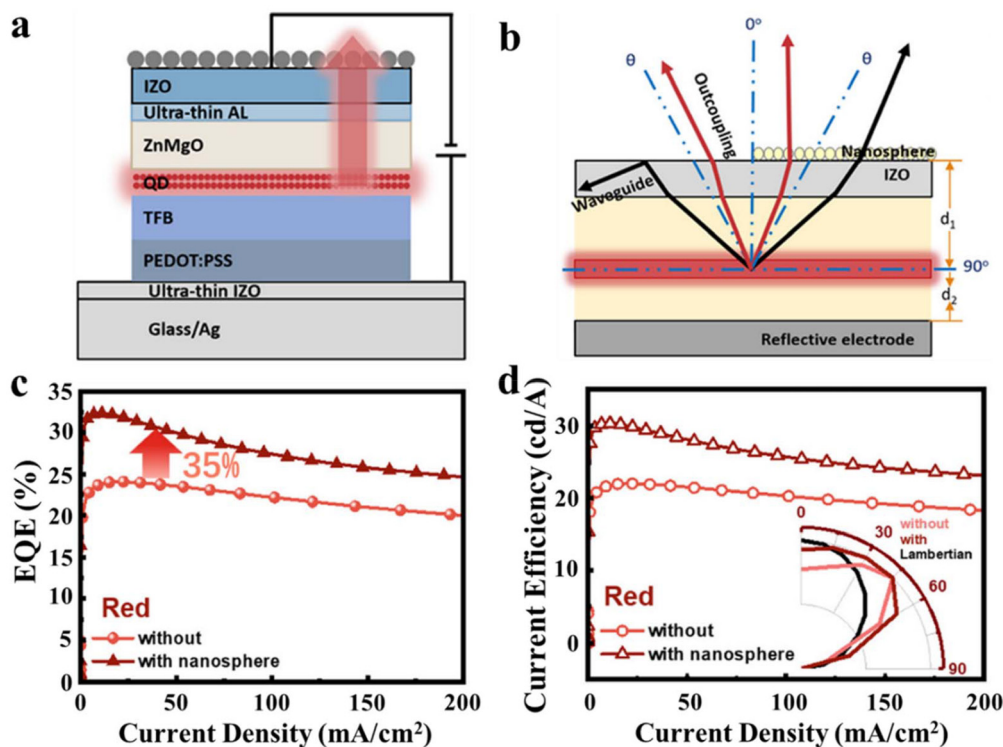 a
IZO
Ultra-thin AL
ZnMgO
QD
TFB
PEDOT:PSS
Ultra-thin IZO
Glass/Ag
b
0°
θ
θ
Outcoupling
Nanosphere
IZO
Waveguide
d1
90°
d2
Reflective electrode
c
EQE (%)
35
30
25
20
15
10
5
0
35%
Red
without
with nanosphere
0 50 100 150 200
Current Density (mA/cm²)
d
Current Efficiency (cd/A)
30
20
10
0
Red
without
with nanosphere
0
30
60
90
without
with
Lambertian
0 50 100 150 200
Current Density (mA/cm²)